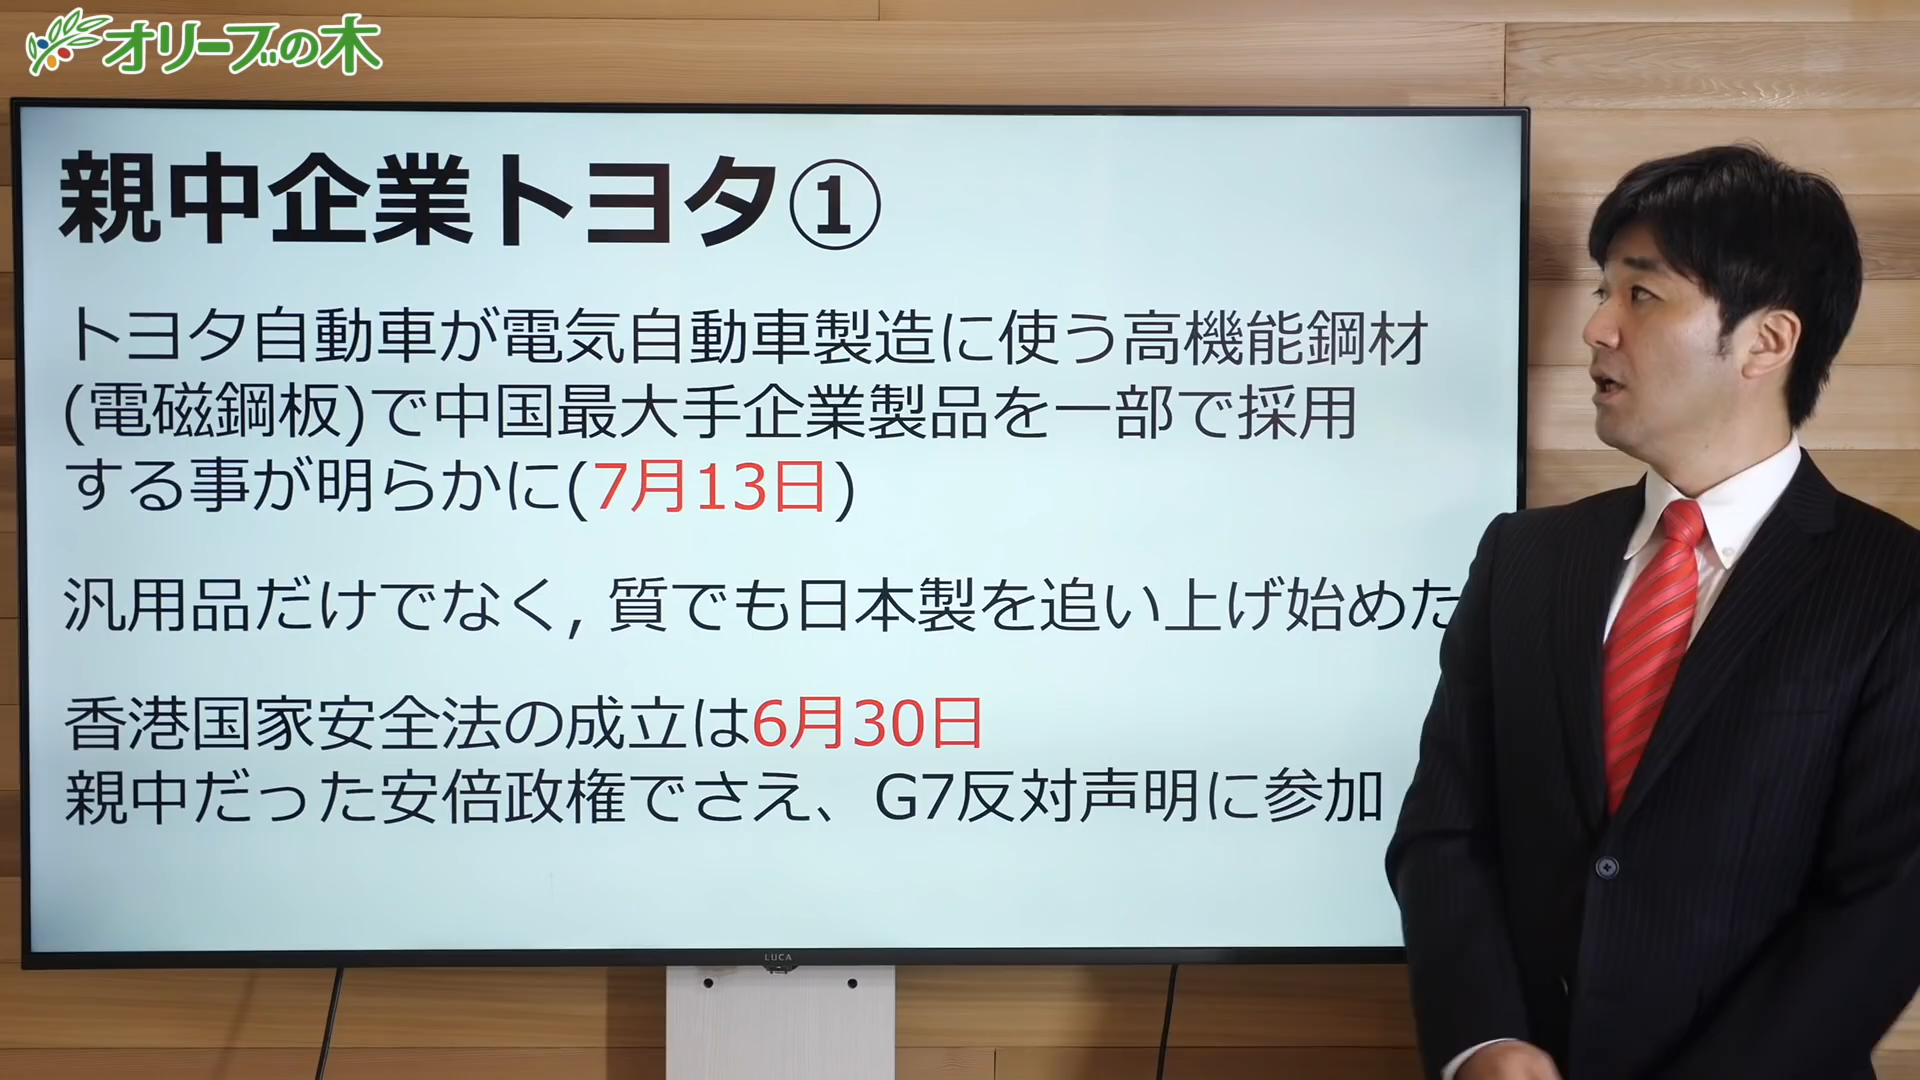 オリーブの木
親中企業トヨタ①
トヨタ自動車が電気自動車製造に使う高機能鋼材
(電磁鋼板)で中国最大手企業製品を一部で採用
する事が明らかに(7月13日)
汎用品だけでなく, 質でも日本製を追い上げ始めた
香港国家安全法の成立は6月30日
親中だった安倍政権でさえ、G7反対声明に参加
LUCA